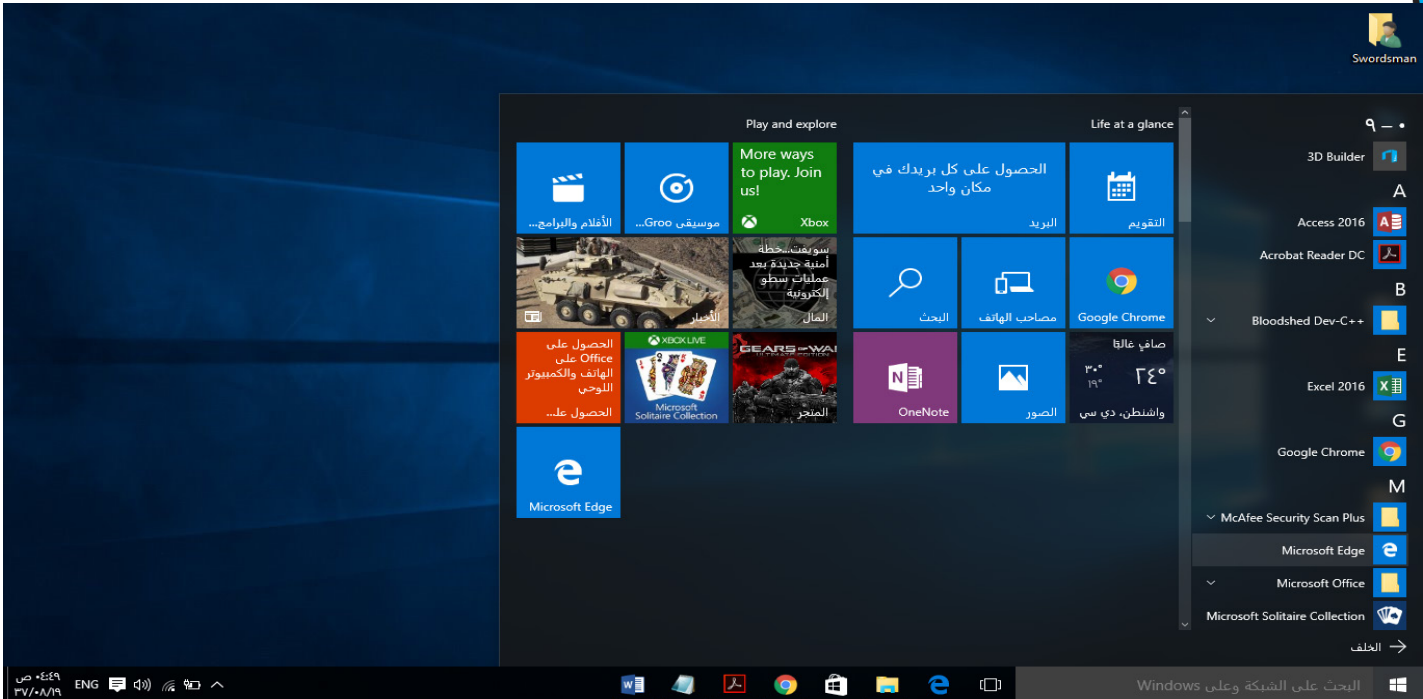 Swordsman
٠ – ٩
3D Builder
A
Access 2016
Acrobat Reader DC
B
Bloodshed Dev-C++
E
Excel 2016
G
Google Chrome
M
McAfee Security Scan Plus
Microsoft Edge
Microsoft Office
Microsoft Solitaire Collection
الخلف
Life at a glance
التقويم
الحصول على كل بريدك في
مكان واحد
البريد
Google Chrome
مصاحب الهاتف
البحث
صافي غالبًا
٢٤°
٣٠°
١٩°
واشنطن، دي سي
الصور
OneNote
Play and explore
More ways
to play. Join
us!
Xbox
موسيقى Groo...
الأفلام والبرامج...
سويفت...خطة
أمنية جديدة بعد
عمليات سطو
إلكترونية
المال
الأخبار
GEARS OF WAR
ULTIMATE EDITION
المتجر
XBOX LIVE
Microsoft
Solitaire Collection
الحصول على
Office على
الهاتف والكمبيوتر
اللوحي
الحصول علـ...
Microsoft Edge
البحث على الشبكة وعلى Windows
ENG
٠٤:٤٩ ص
٣٧/٠٨/١٩